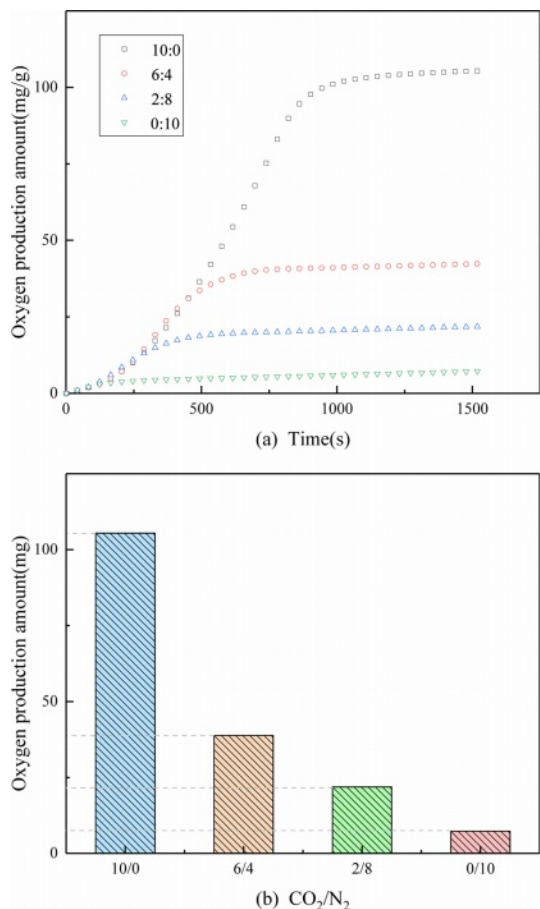 10:0
6:4
2:8
0:10
100
50
0
Oxygen production amount(mg/g)
0 500 1000 1500
(a) Time(s)
100
50
0
Oxygen production amount(mg)
10/0 6/4 2/8 0/10
(b) CO₂/N₂